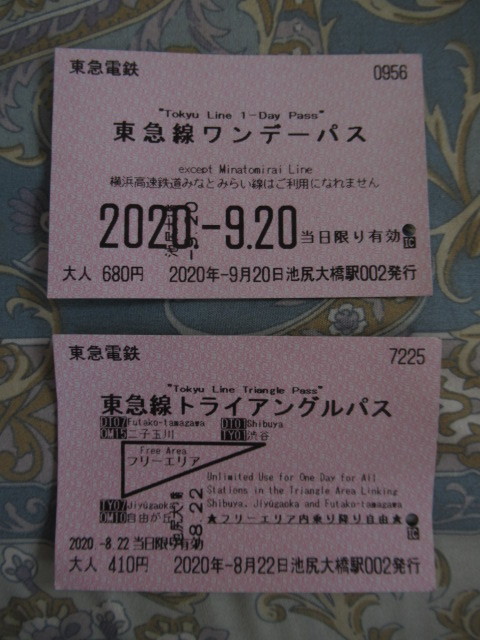 東急電鉄 0956
"Tokyu Line 1-Day Pass"
東急線ワンデーパス
except Minatomirai Line
横浜高速鉄道みなとみらい線はご利用になれません
2020-9.20当日限り有効
-9.20
IC
大人 680円 2020年-9月20日池尻大橋駅002発行
東急電鉄 7225
"Tokyu Line Triangle Pass"
東急線トライアングルパス
DT07 Futako-tamagawa DT01 Shibuya
OM15 二子玉川 TY01 渋谷
Free Area
フリーエリア
Unlimited Use for One Day for All
Stations in the Triangle Area Linking
Shibuya, Jiyūgaoka and Futako-tamagawa
TY07 Jiyūgaoka
OM10 自由が丘
★フリーエリア内乗り降り自由★
-8.22
IC
2020.-8.22 当日限り有効
大人 410円 2020年-8月22日池尻大橋駅002発行